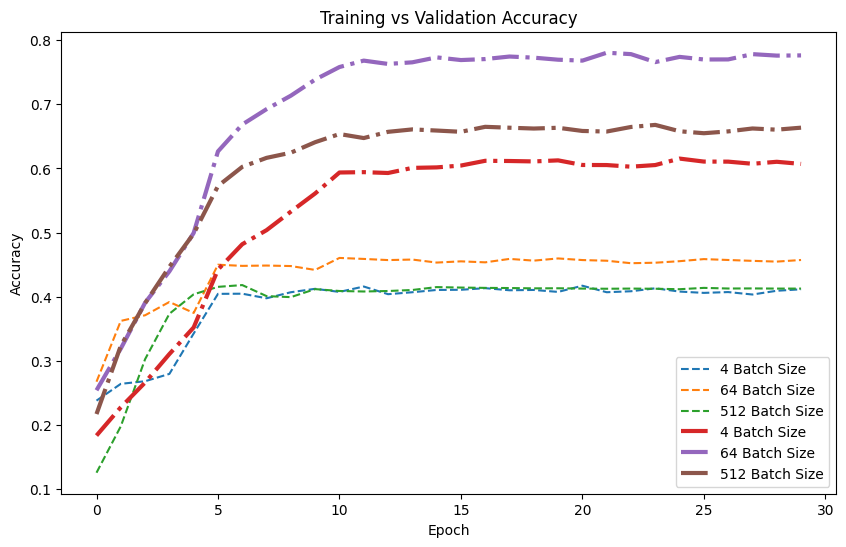 Training vs Validation Accuracy
0.8
0.7
0.6
0.5
0.4
0.3
0.2
0.1
Accuracy
4 Batch Size
64 Batch Size
512 Batch Size
4 Batch Size
64 Batch Size
512 Batch Size
0 5 10 15 20 25 30
Epoch